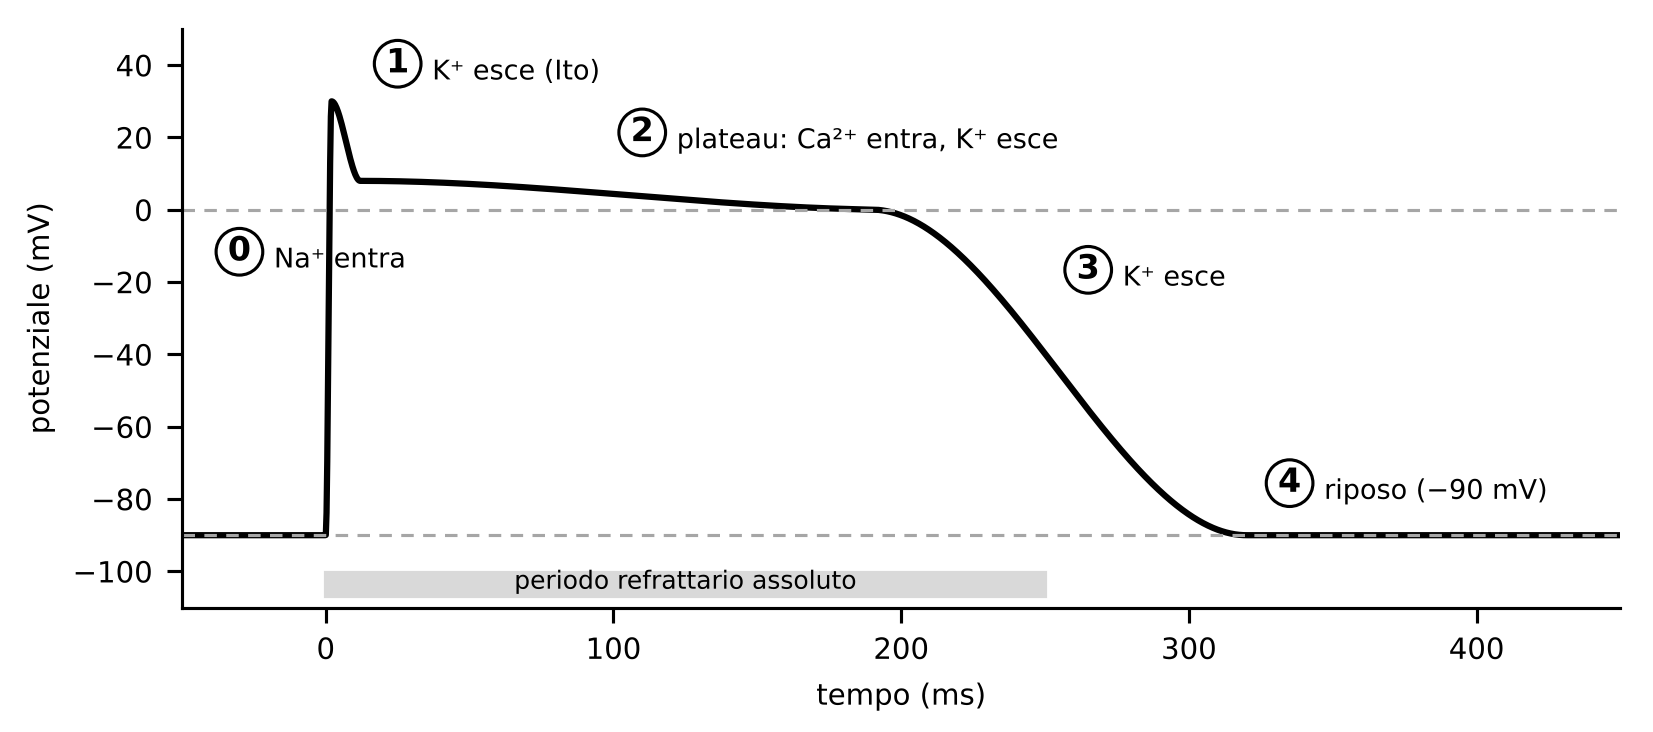 40
20
0
−20
−40
−60
−80
−100
potenziale (mV)
1 K⁺ esce (Ito)
2 plateau: Ca²⁺ entra, K⁺ esce
0 Na⁺ entra
3 K⁺ esce
4 riposo (−90 mV)
periodo refrattario assoluto
0 100 200 300 400
tempo (ms)